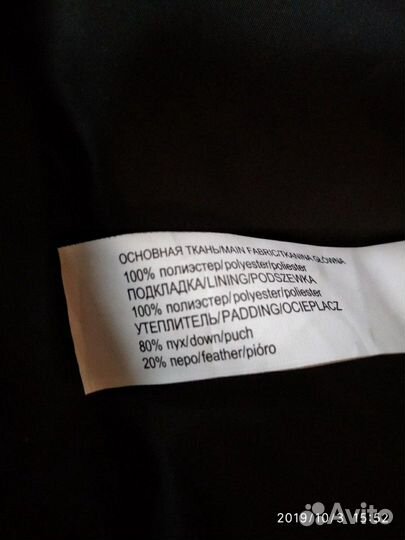 ОСНОВНАЯ ТКАНЬ/MAIN FABRIC/TKANINA GŁÓWNA
100% полиэстер/polyester/poliester
ПОДКЛАДКА/LINING/PODSZEWKA
100% полиэстер/polyester/poliester
УТЕПЛИТЕЛЬ/PADDING/OCIEPLACZ
80% пух/down/puch
20% перо/feather/pióro
2019/10/3 15:52
Avito